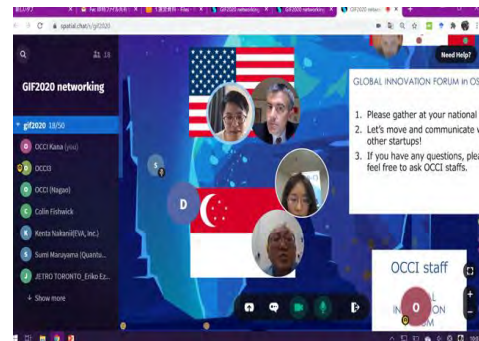 spatial.chat/s/gif2020
18
GIF2020 networking
gif2020 18/50
O OCCI Kana (you)
O OCCI3
O OCCI (Nagao)
C Colin Fishwick
K Kenta Nakanii(EVA, Inc.)
S Sumi Maruyama (Quantu...
J JETRO TORONTO_Eriko Ez...
Show more
S
D
Need Help?
GLOBAL INNOVATION FORUM in OS
1. Please gather at your national
2. Let's move and communicate w
other startups!
3. If you have any questions, plea
feel free to ask OCCI staffs.
OCCI staff
O